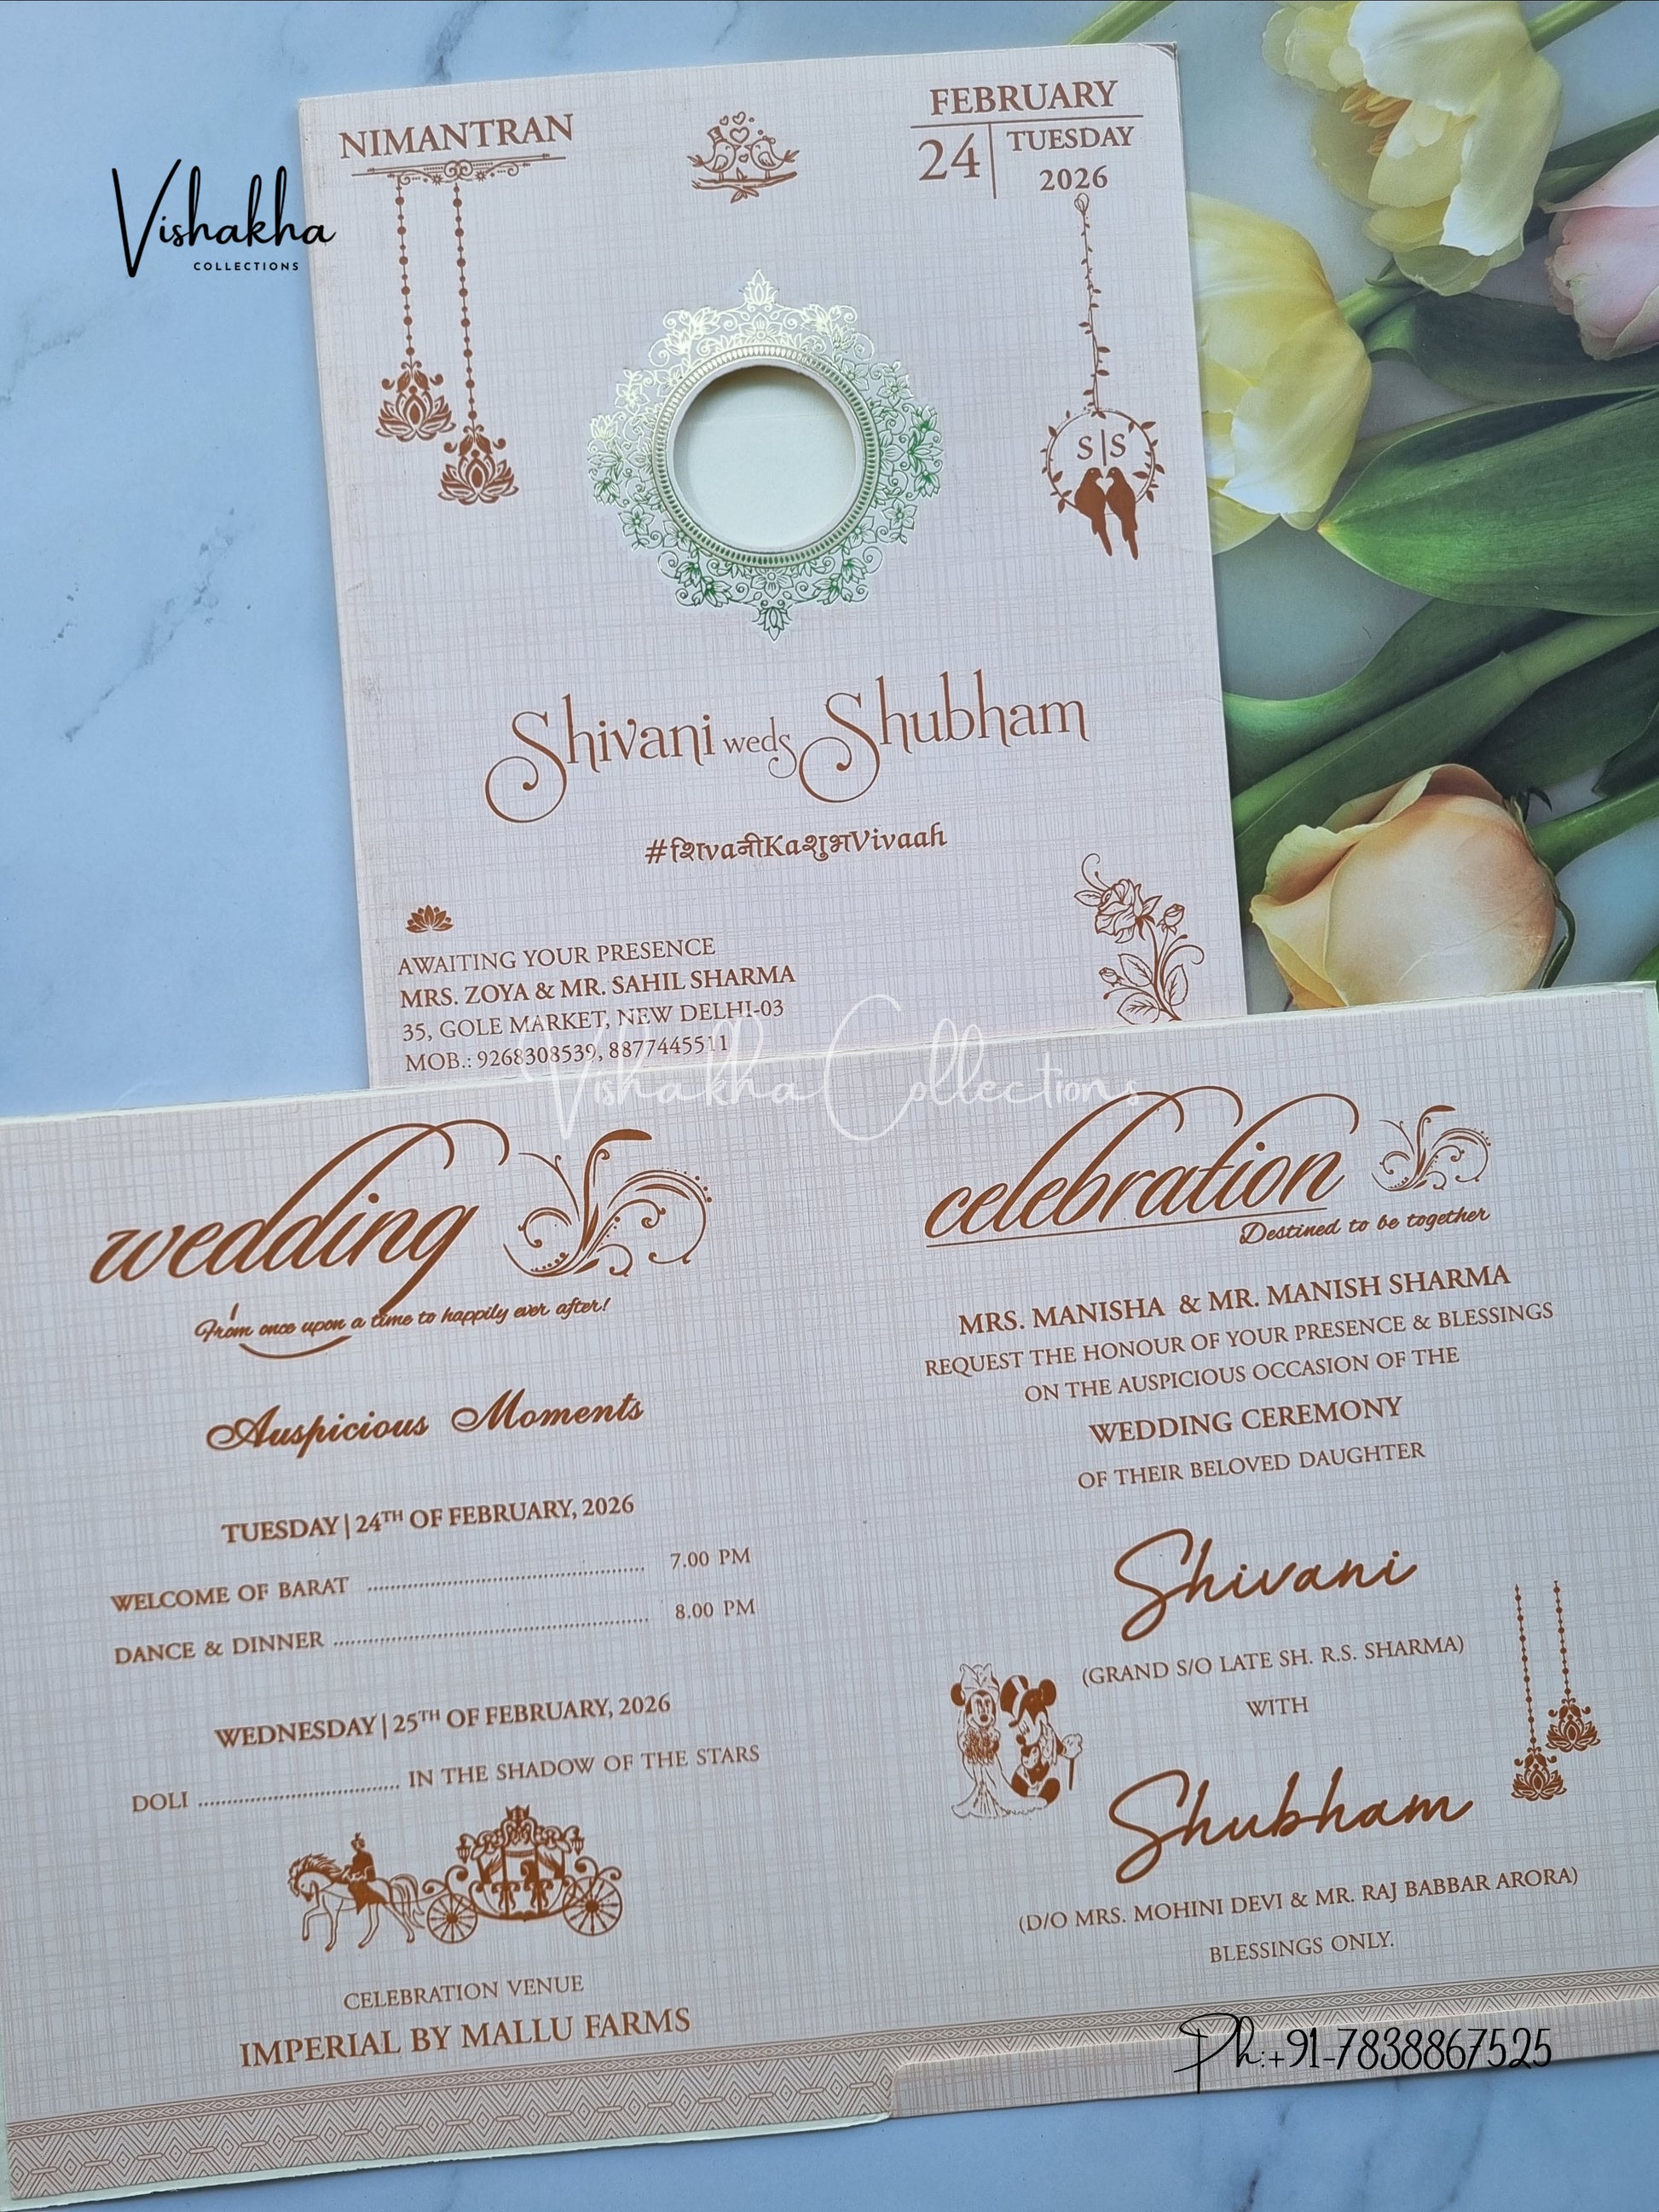 Vishakha
COLLECTIONS
NIMANTRAN
FEBRUARY
24 | TUESDAY
2026
S|S
Shivani weds Shubham
#शिvaनीKaशुभVivaah
AWAITING YOUR PRESENCE
MRS. ZOYA & MR. SAHIL SHARMA
35, GOLE MARKET, NEW DELHI-03
MOB.: 9268308539, 8877445511
Vishakha Collections
wedding
From once upon a time to happily ever after!
Auspicious Moments
TUESDAY | 24TH OF FEBRUARY, 2026
WELCOME OF BARAT ........................ 7.00 PM
DANCE & DINNER ........................ 8.00 PM
WEDNESDAY | 25TH OF FEBRUARY, 2026
DOLI ........................ IN THE SHADOW OF THE STARS
CELEBRATION VENUE
IMPERIAL BY MALLU FARMS
celebration
Destined to be together
MRS. MANISHA & MR. MANISH SHARMA
REQUEST THE HONOUR OF YOUR PRESENCE & BLESSINGS
ON THE AUSPICIOUS OCCASION OF THE
WEDDING CEREMONY
OF THEIR BELOVED DAUGHTER
Shivani
(GRAND S/O LATE SH. R.S. SHARMA)
WITH
Shubham
(D/O MRS. MOHINI DEVI & MR. RAJ BABBAR ARORA)
BLESSINGS ONLY.
Ph:+91-7838867525